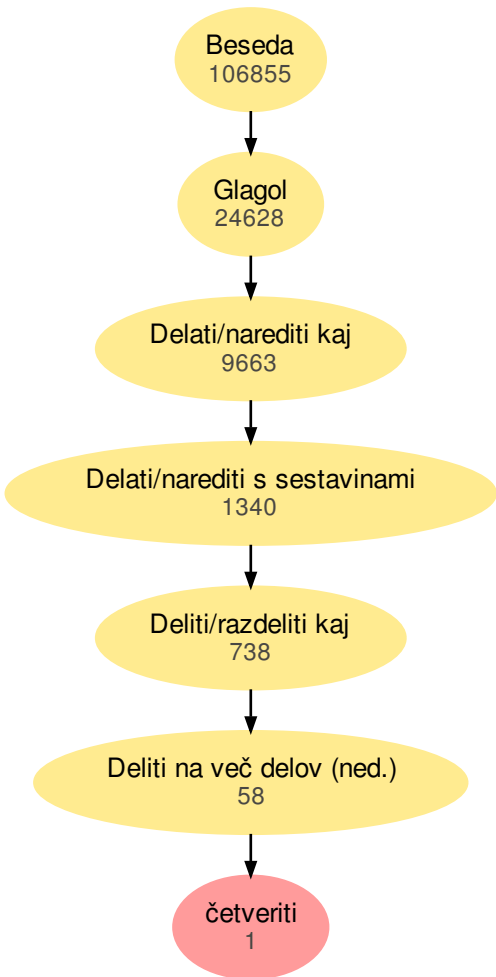 Beseda
106855
Glagol
24628
Delati/narediti kaj
9663
Delati/narediti s sestavinami
1340
Deliti/razdeliti kaj
738
Deliti na več delov (ned.)
58
četveriti
1